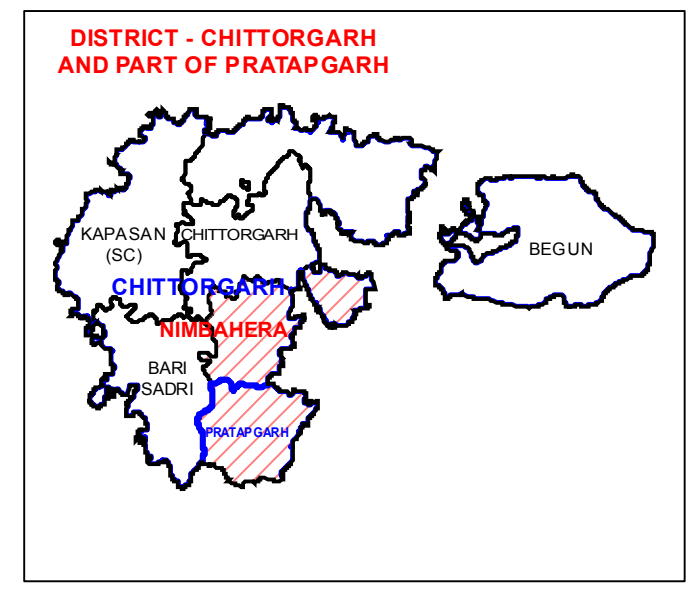 DISTRICT - CHITTORGARH
AND PART OF PRATAPGARH
KAPASAN
(SC)
CHITTORGARH
BEGUN
CHITTORGARH
NIMBAHERA
BARI
SADRI
PRATAPGARH